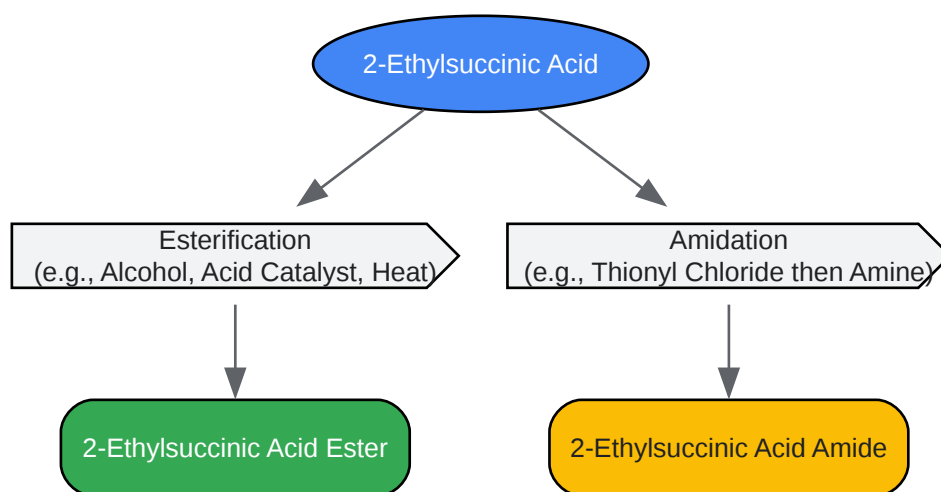 2-Ethylsuccinic Acid
Esterification
(e.g., Alcohol, Acid Catalyst, Heat)
Amidation
(e.g., Thionyl Chloride then Amine)
2-Ethylsuccinic Acid Ester
2-Ethylsuccinic Acid Amide